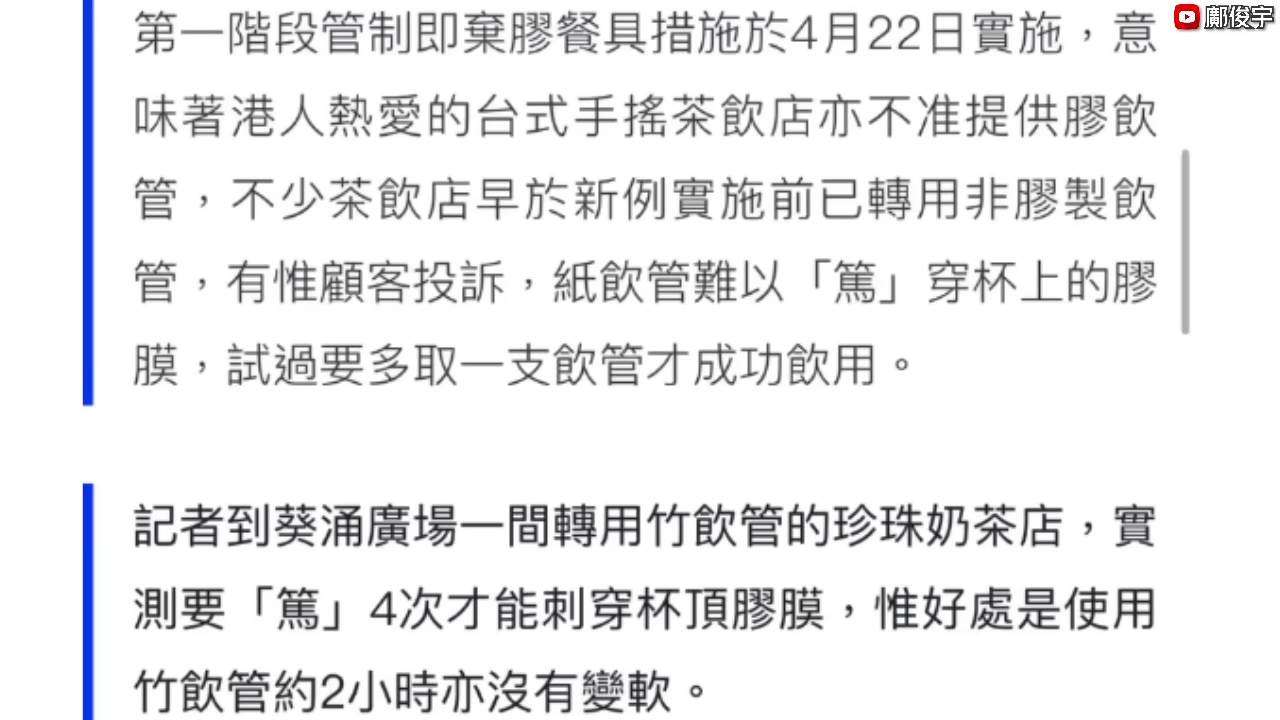 鄺俊宇
第一階段管制即棄膠餐具措施於4月22日實施，意
味著港人熱愛的台式手搖茶飲店亦不准提供膠飲
管，不少茶飲店早於新例實施前已轉用非膠製飲
管，有惟顧客投訴，紙飲管難以「篤」穿杯上的膠
膜，試過要多取一支飲管才成功飲用。
記者到葵涌廣場一間轉用竹飲管的珍珠奶茶店，實
測要「篤」4次才能刺穿杯頂膠膜，惟好處是使用
竹飲管約2小時亦沒有變軟。